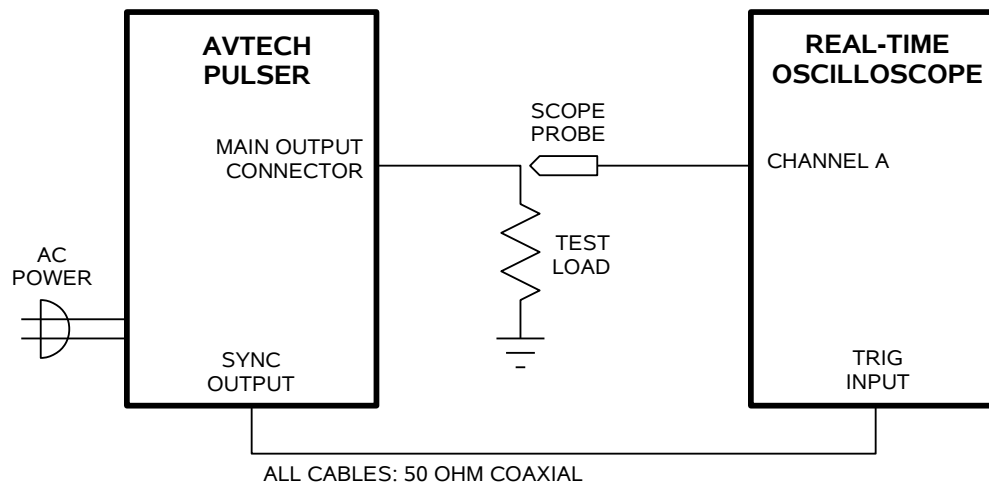 AVTECH
PULSER
REAL-TIME
OSCILLOSCOPE
SCOPE
PROBE
MAIN OUTPUT
CONNECTOR
CHANNEL A
TEST
LOAD
AC
POWER
SYNC
OUTPUT
TRIG
INPUT
ALL CABLES: 50 OHM COAXIAL